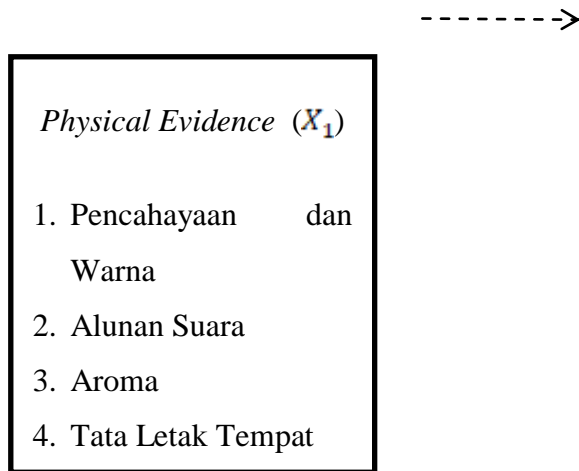 Physical Evidence (X₁)
1. Pencahayaan dan
Warna
2. Alunan Suara
3. Aroma
4. Tata Letak Tempat